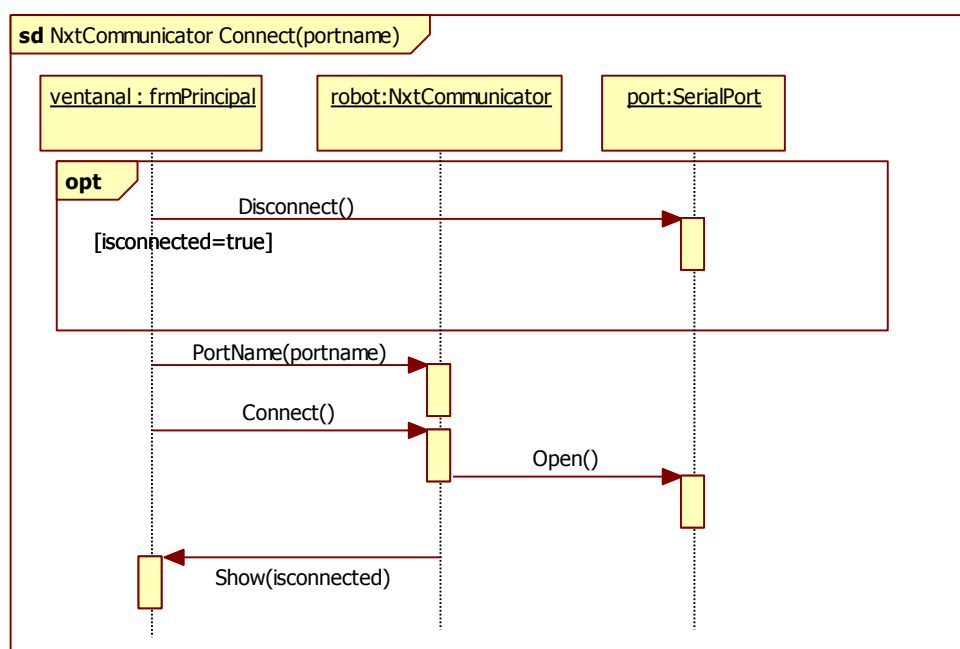 sd NxtCommunicator Connect(portname)
ventanal : frmPrincipal
robot:NxtCommunicator
port:SerialPort
opt
Disconnect()
[isconnected=true]
PortName(portname)
Connect()
Open()
Show(isconnected)